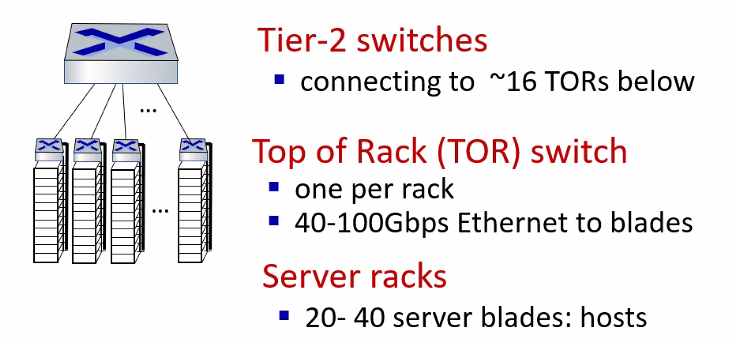 Tier-2 switches
▪ connecting to ~16 TORs below
...
Top of Rack (TOR) switch
▪ one per rack
...
▪ 40-100Gbps Ethernet to blades
Server racks
▪ 20- 40 server blades: hosts